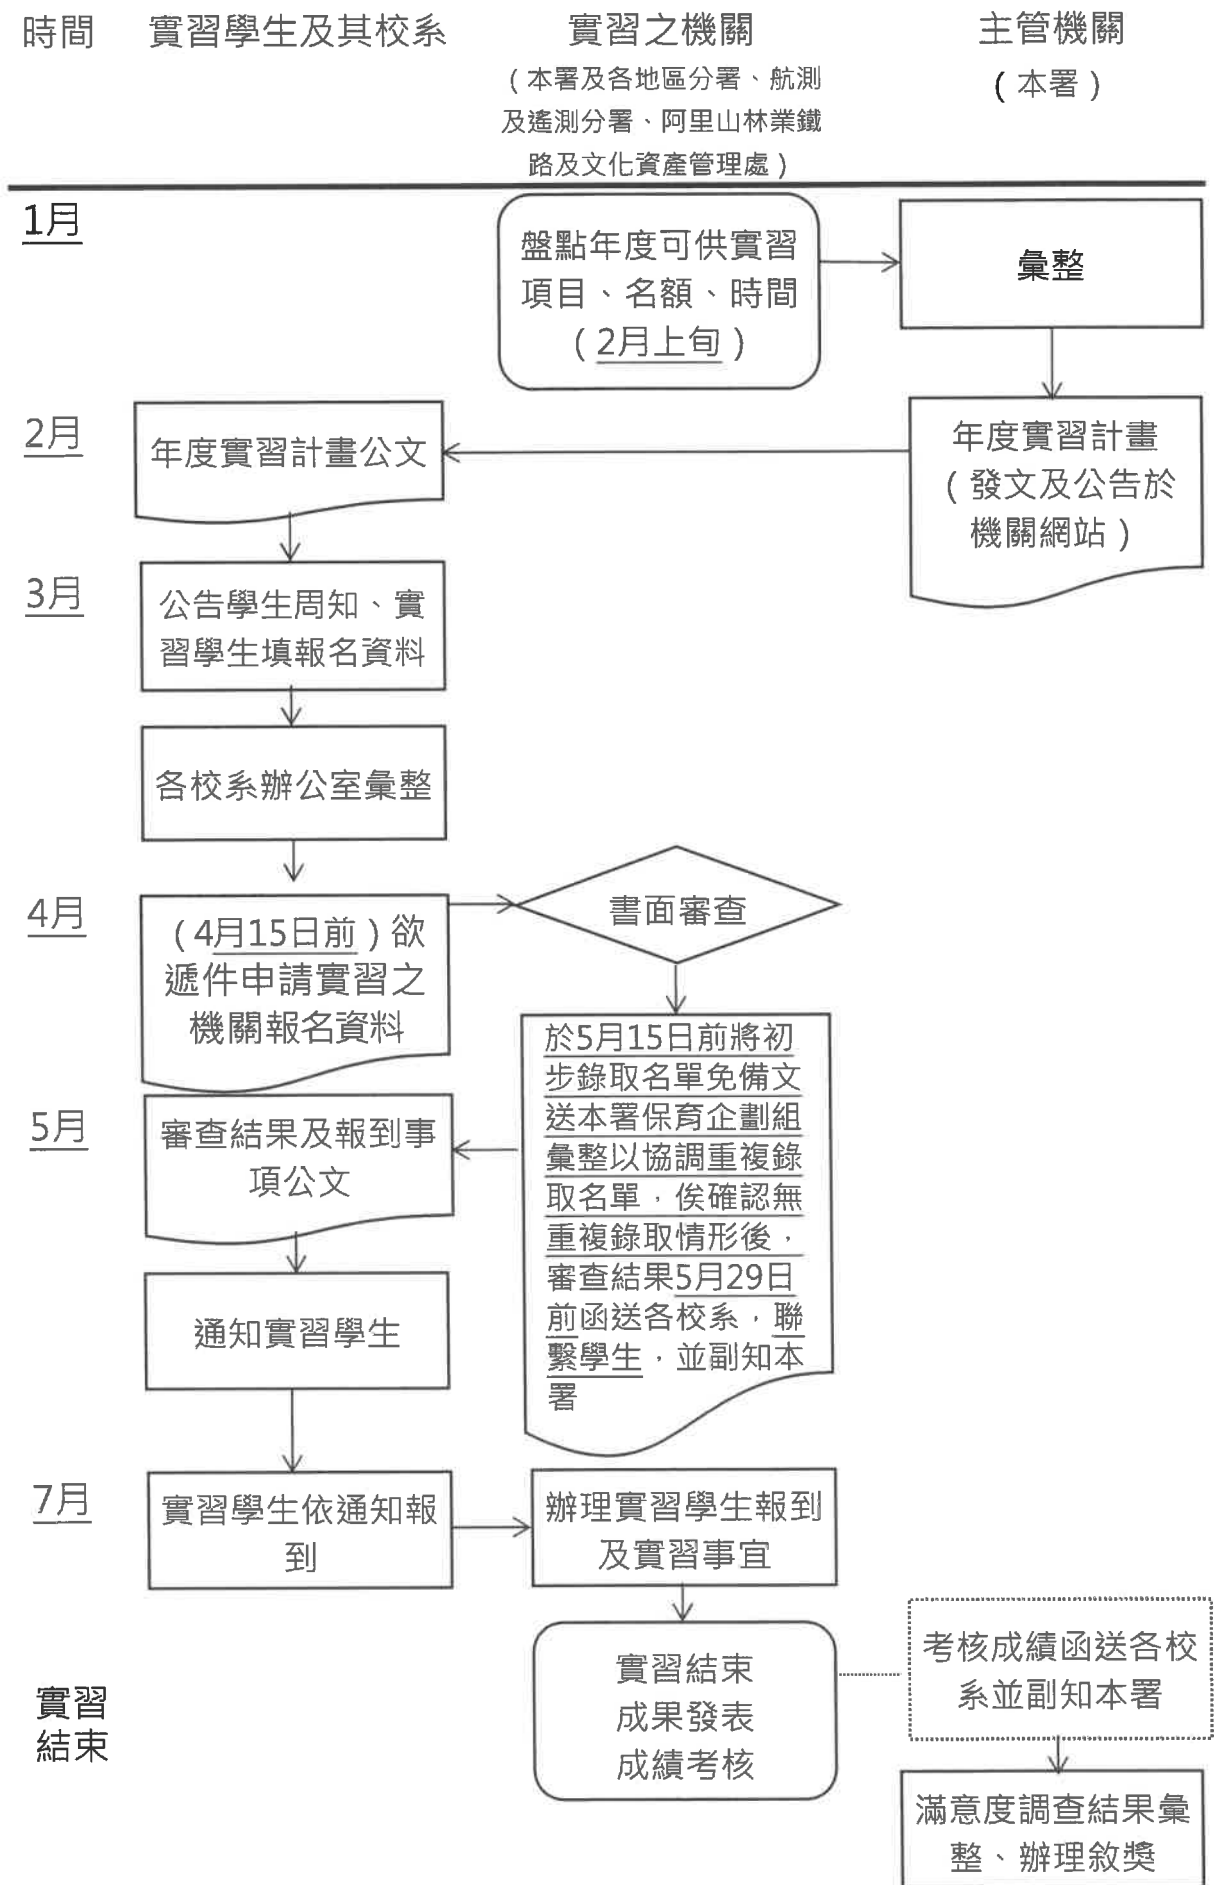 時間
實習學生及其校系
實習之機關
主管機關
（本署及各地區分署、航測
及遙測分署、阿里山林業鐵
路及文化資產管理處）
（本署）
1月
盤點年度可供實習
項目、名額、時間
（2月上旬）
彙整
2月
年度實習計畫公文
年度實習計畫
（發文及公告於
機關網站）
3月
公告學生周知、實
習學生填報名資料
各校系辦公室彙整
4月
（4月15日前）欲
遞件申請實習之
機關報名資料
書面審查
於5月15日前將初
步錄取名單免備文
送本署保育企劃組
彙整以協調重複錄
取名單，俟確認無
重複錄取情形後，
審查結果5月29日
前函送各校系，聯
繫學生，並副知本
署
5月
審查結果及報到事
項公文
通知實習學生
7月
實習學生依通知報
到
辦理實習學生報到
及實習事宜
實習
結束
實習結束
成果發表
成績考核
考核成績函送各校
系並副知本署
滿意度調查結果彙
整、辦理敘獎